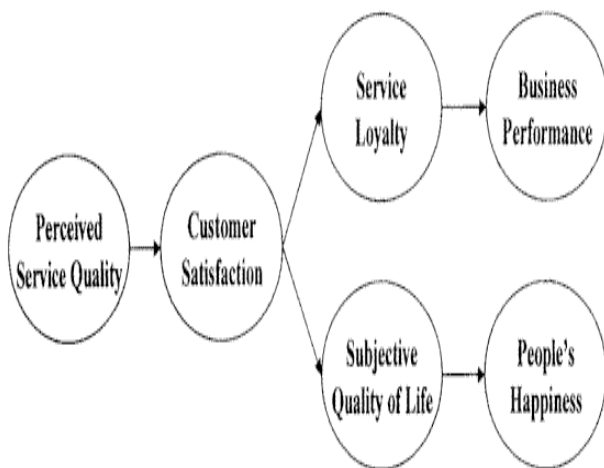 Service
Loyalty
Business
Performance
Perceived
Service Quality
Customer
Satisfaction
Subjective
Quality of Life
People's
Happiness